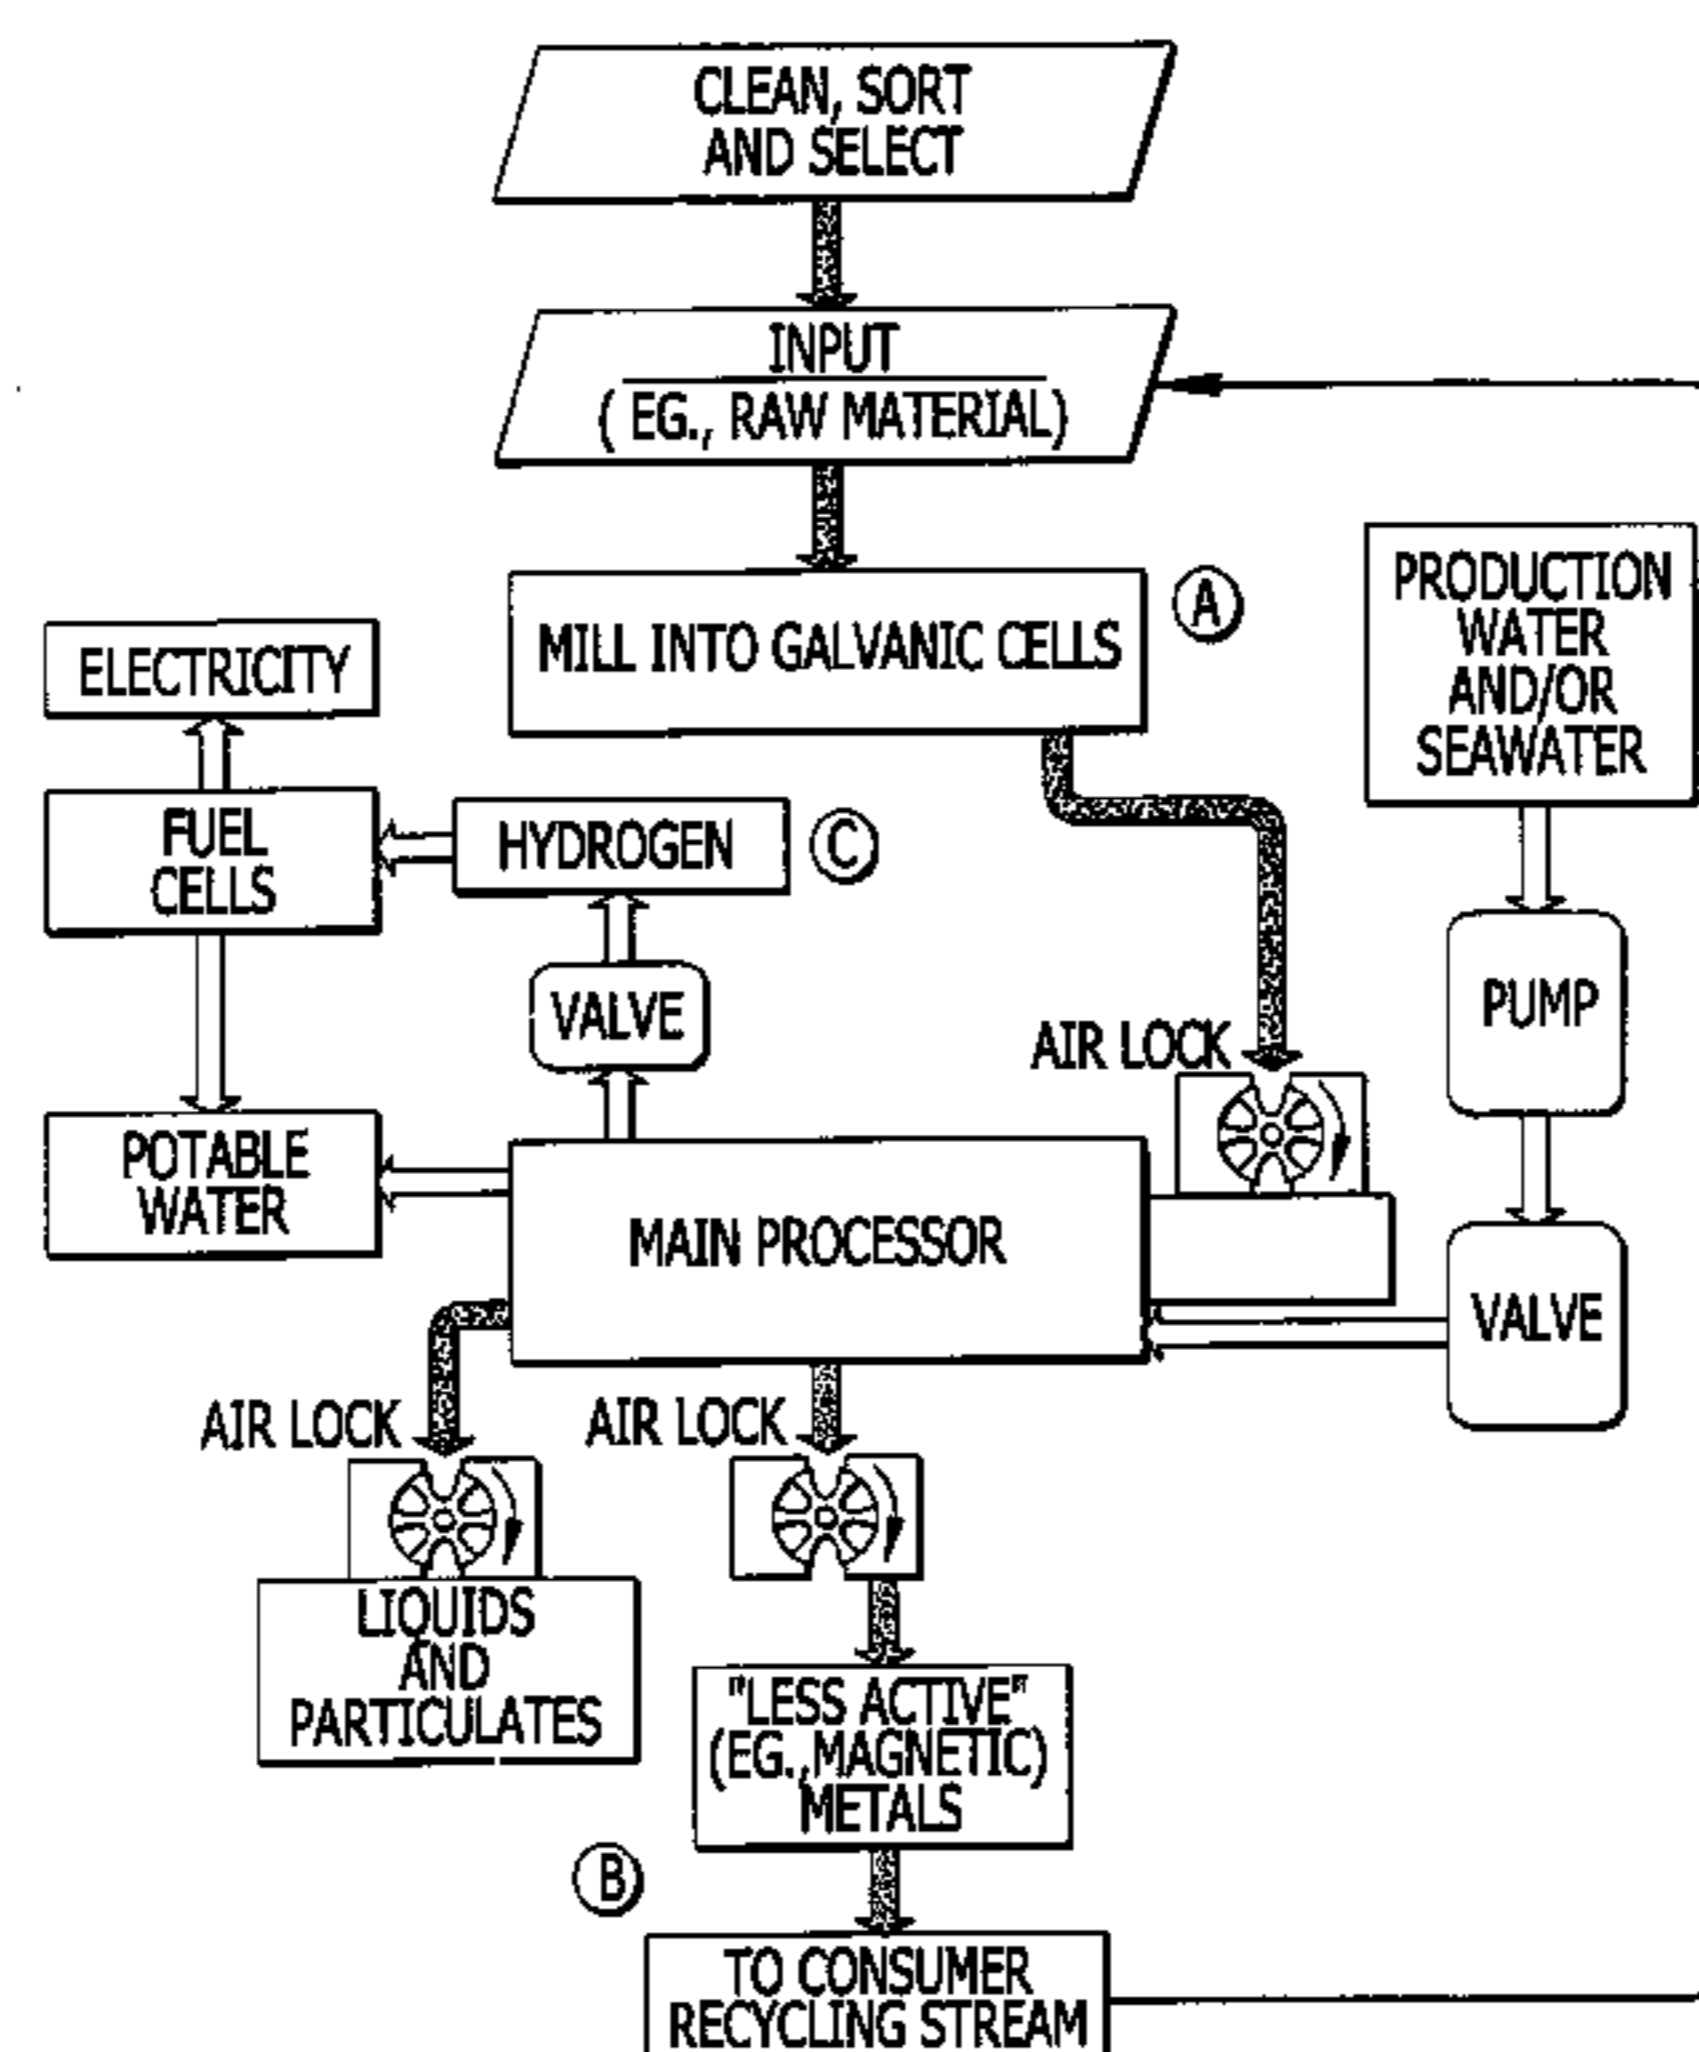 CLEAN, SORT
AND SELECT
INPUT
( EG., RAW MATERIAL)
MILL INTO GALVANIC CELLS
A
PRODUCTION
WATER
AND/OR
SEAWATER
ELECTRICITY
FUEL
CELLS
HYDROGEN
C
VALVE
PUMP
AIR LOCK
POTABLE
WATER
MAIN PROCESSOR
VALVE
AIR LOCK
AIR LOCK
LIQUIDS
AND
PARTICULATES
"LESS ACTIVE"
(EG.,MAGNETIC)
METALS
B
TO CONSUMER
RECYCLING STREAM